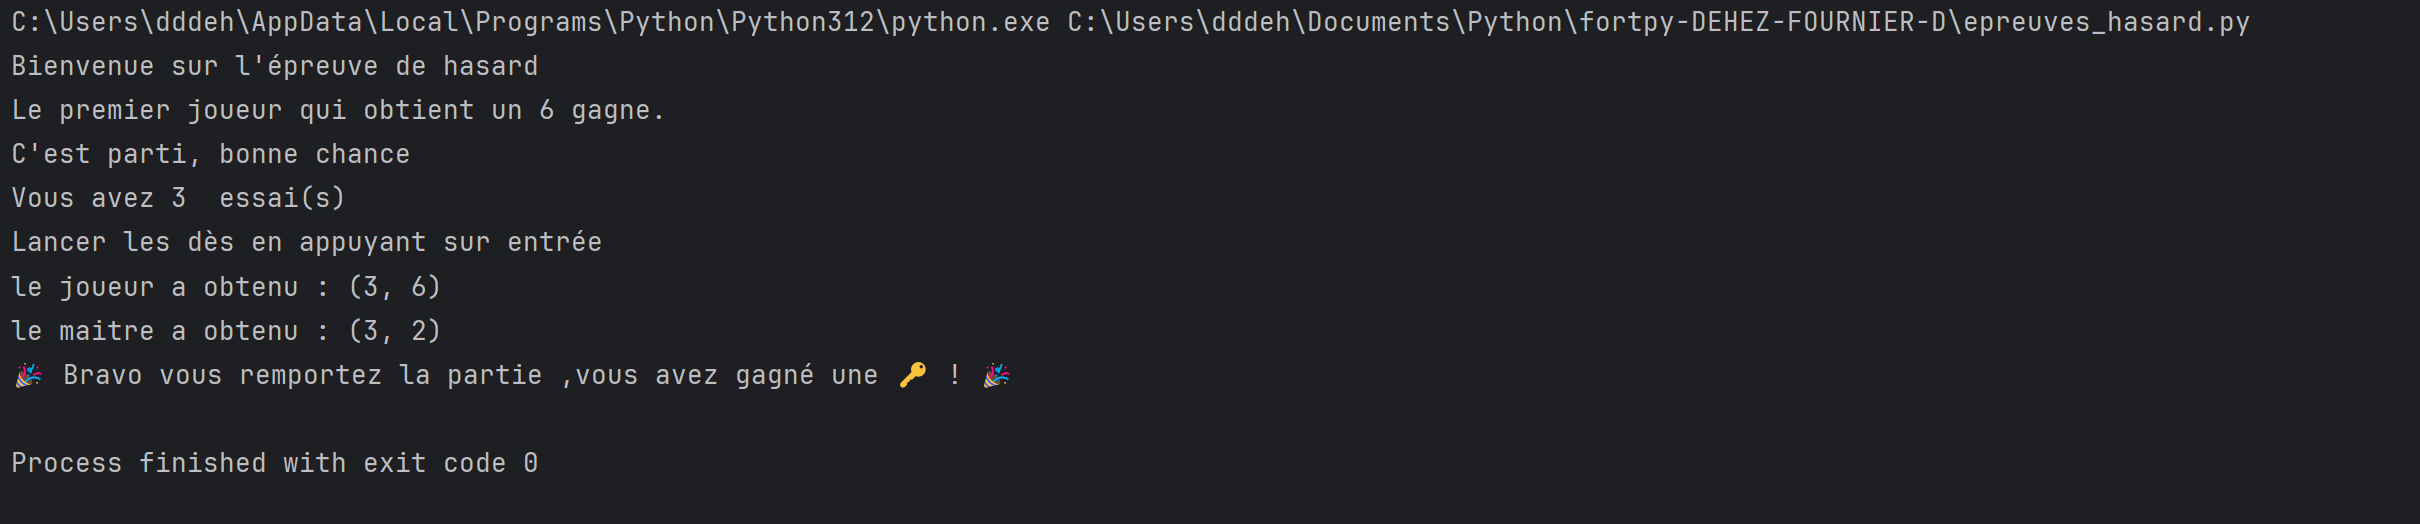 C:\Users\dddeh\AppData\Local\Programs\Python\Python312\python.exe C:\Users\dddeh\Documents\Python\fortpy-DEHEZ-FOURNIER-D\epreuves_hasard.py
Bienvenue sur l'épreuve de hasard
Le premier joueur qui obtient un 6 gagne.
C'est parti, bonne chance
Vous avez 3  essai(s)
Lancer les dès en appuyant sur entrée
le joueur a obtenu : (3, 6)
le maitre a obtenu : (3, 2)
🎉 Bravo vous remportez la partie ,vous avez gagné une 🔑 ! 🎉
Process finished with exit code 0